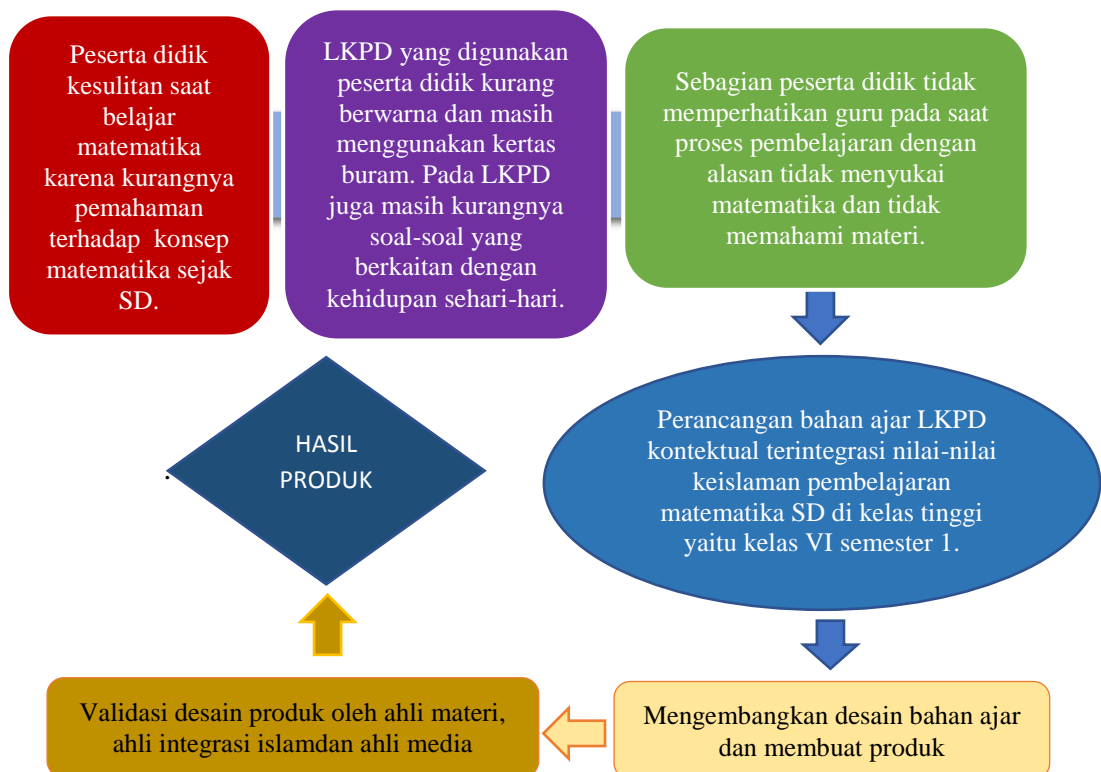 Peserta didik
kesulitan saat
belajar
matematika
karena kurangnya
pemahaman
terhadap konsep
matematika sejak
SD.
LKPD yang digunakan
peserta didik kurang
berwarna dan masih
menggunakan kertas
buram. Pada LKPD
juga masih kurangnya
soal-soal yang
berkaitan dengan
kehidupan sehari-hari.
Sebagian peserta didik tidak
memperhatikan guru pada saat
proses pembelajaran dengan
alasan tidak menyukai
matematika dan tidak
memahami materi.
Perancangan bahan ajar LKPD
kontektual terintegrasi nilai-nilai
keislaman pembelajaran
matematika SD di kelas tinggi
yaitu kelas VI semester 1.
Mengembangkan desain bahan ajar
dan membuat produk
Validasi desain produk oleh ahli materi,
ahli integrasi islamdan ahli media
HASIL
PRODUK
.